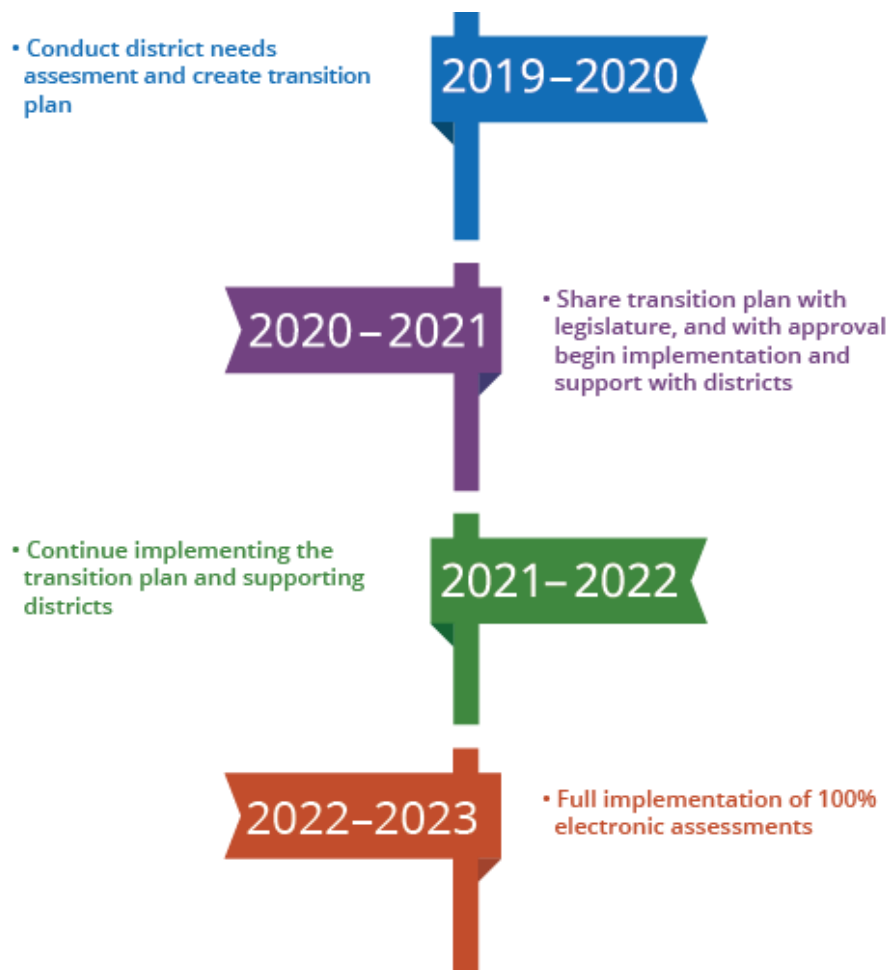 • Conduct district needs
assesment and create transition
plan
2019–2020
2020–2021
• Share transition plan with
legislature, and with approval
begin implementation and
support with districts
• Continue implementing the
transition plan and supporting
districts
2021–2022
2022–2023
• Full implementation of 100%
electronic assessments